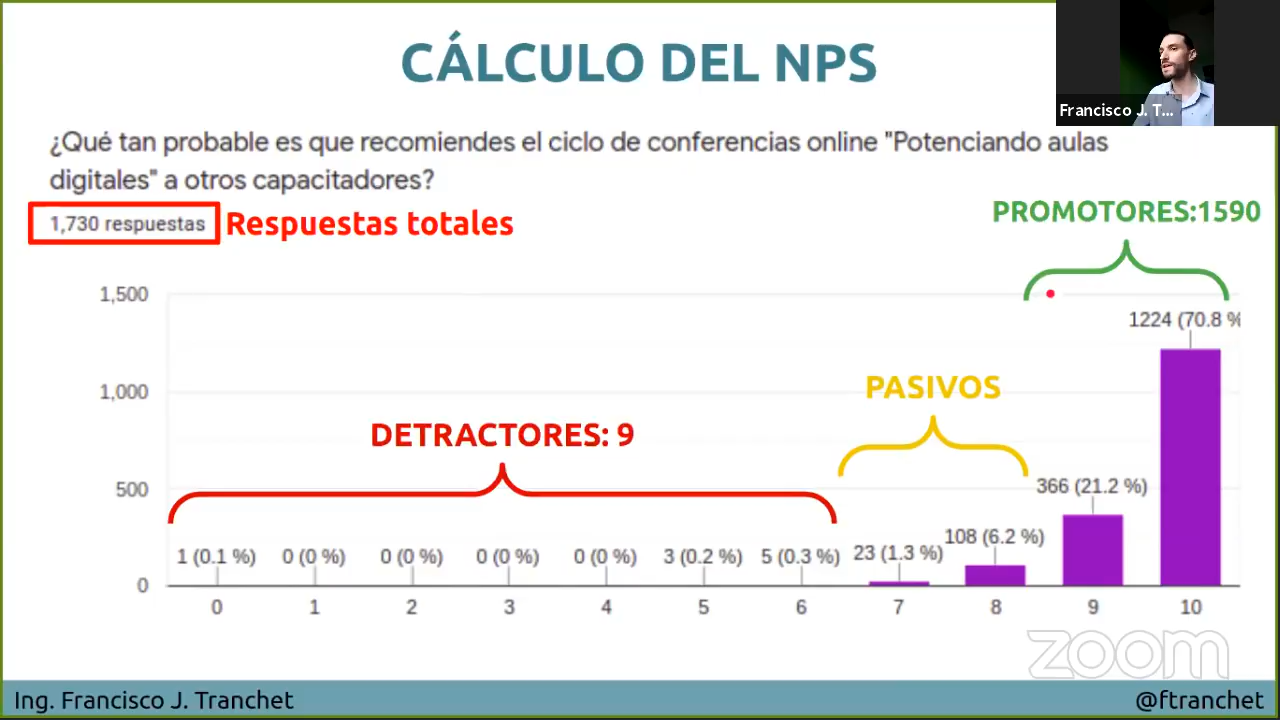 CÁLCULO DEL NPS
Francisco J. T...
¿Qué tan probable es que recomiendes el ciclo de conferencias online "Potenciando aulas
digitales" a otros capacitadores?
1,730 respuestas Respuestas totales
PROMOTORES:1590
1,500
1224 (70.8 %
1,000
PASIVOS
DETRACTORES: 9
500
366 (21.2 %)
108 (6.2 %)
1 (0.1 %) 0 (0 %) 0 (0 %) 0 (0 %) 0 (0 %) 3 (0.2 %) 5 (0.3 %) 23 (1.3 %)
0
0 1 2 3 4 5 6 7 8 9 10
zoom
Ing. Francisco J. Tranchet @ftranchet